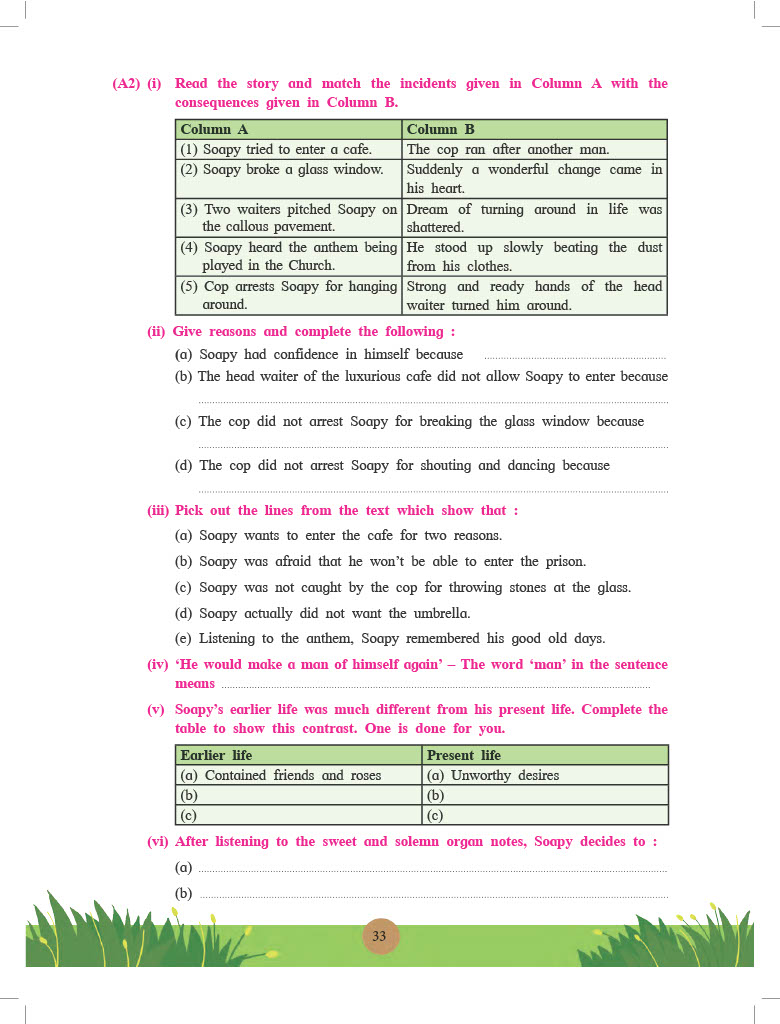 (A2) (i) Read the story and match the incidents given in Column A with the
consequences given in Column B.
Column A Column B
(1) Soapy tried to enter a cafe. The cop ran after another man.
(2) Soapy broke a glass window. Suddenly a wonderful change came in
his heart.
(3) Two waiters pitched Soapy on Dream of turning around in life was
the callous pavement. shattered.
(4) Soapy heard the anthem being He stood up slowly beating the dust
played in the Church. from his clothes.
(5) Cop arrests Soapy for hanging Strong and ready hands of the head
around. waiter turned him around.
(ii) Give reasons and complete the following :
(a) Soapy had confidence in himself because ..........
(b) The head waiter of the luxurious cafe did not allow Soapy to enter because
..........
(c) The cop did not arrest Soapy for breaking the glass window because
..........
(d) The cop did not arrest Soapy for shouting and dancing because
..........
(iii) Pick out the lines from the text which show that :
(a) Soapy wants to enter the cafe for two reasons.
(b) Soapy was afraid that he won't be able to enter the prison.
(c) Soapy was not caught by the cop for throwing stones at the glass.
(d) Soapy actually did not want the umbrella.
(e) Listening to the anthem, Soapy remembered his good old days.
(iv) 'He would make a man of himself again' – The word 'man' in the sentence
means ..........
(v) Soapy's earlier life was much different from his present life. Complete the
table to show this contrast. One is done for you.
Earlier life Present life
(a) Contained friends and roses (a) Unworthy desires
(b) (b)
(c) (c)
(vi) After listening to the sweet and solemn organ notes, Soapy decides to :
(a) ..........
(b) ..........
33